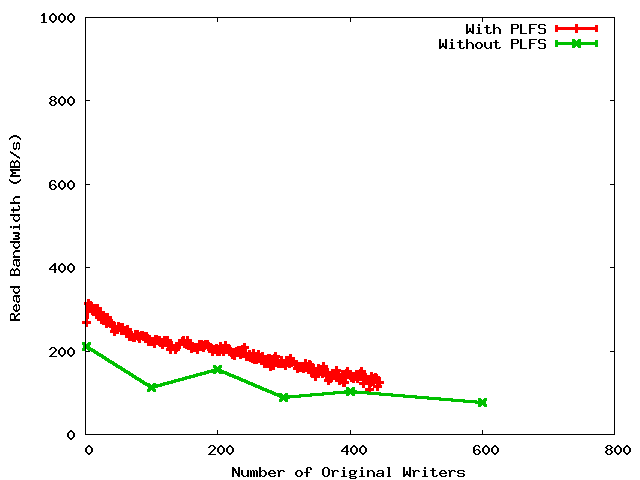 With PLFS
Without PLFS
1000
800
600
400
200
0
Read Bandwidth (MB/s)
0 200 400 600 800
Number of Original Writers